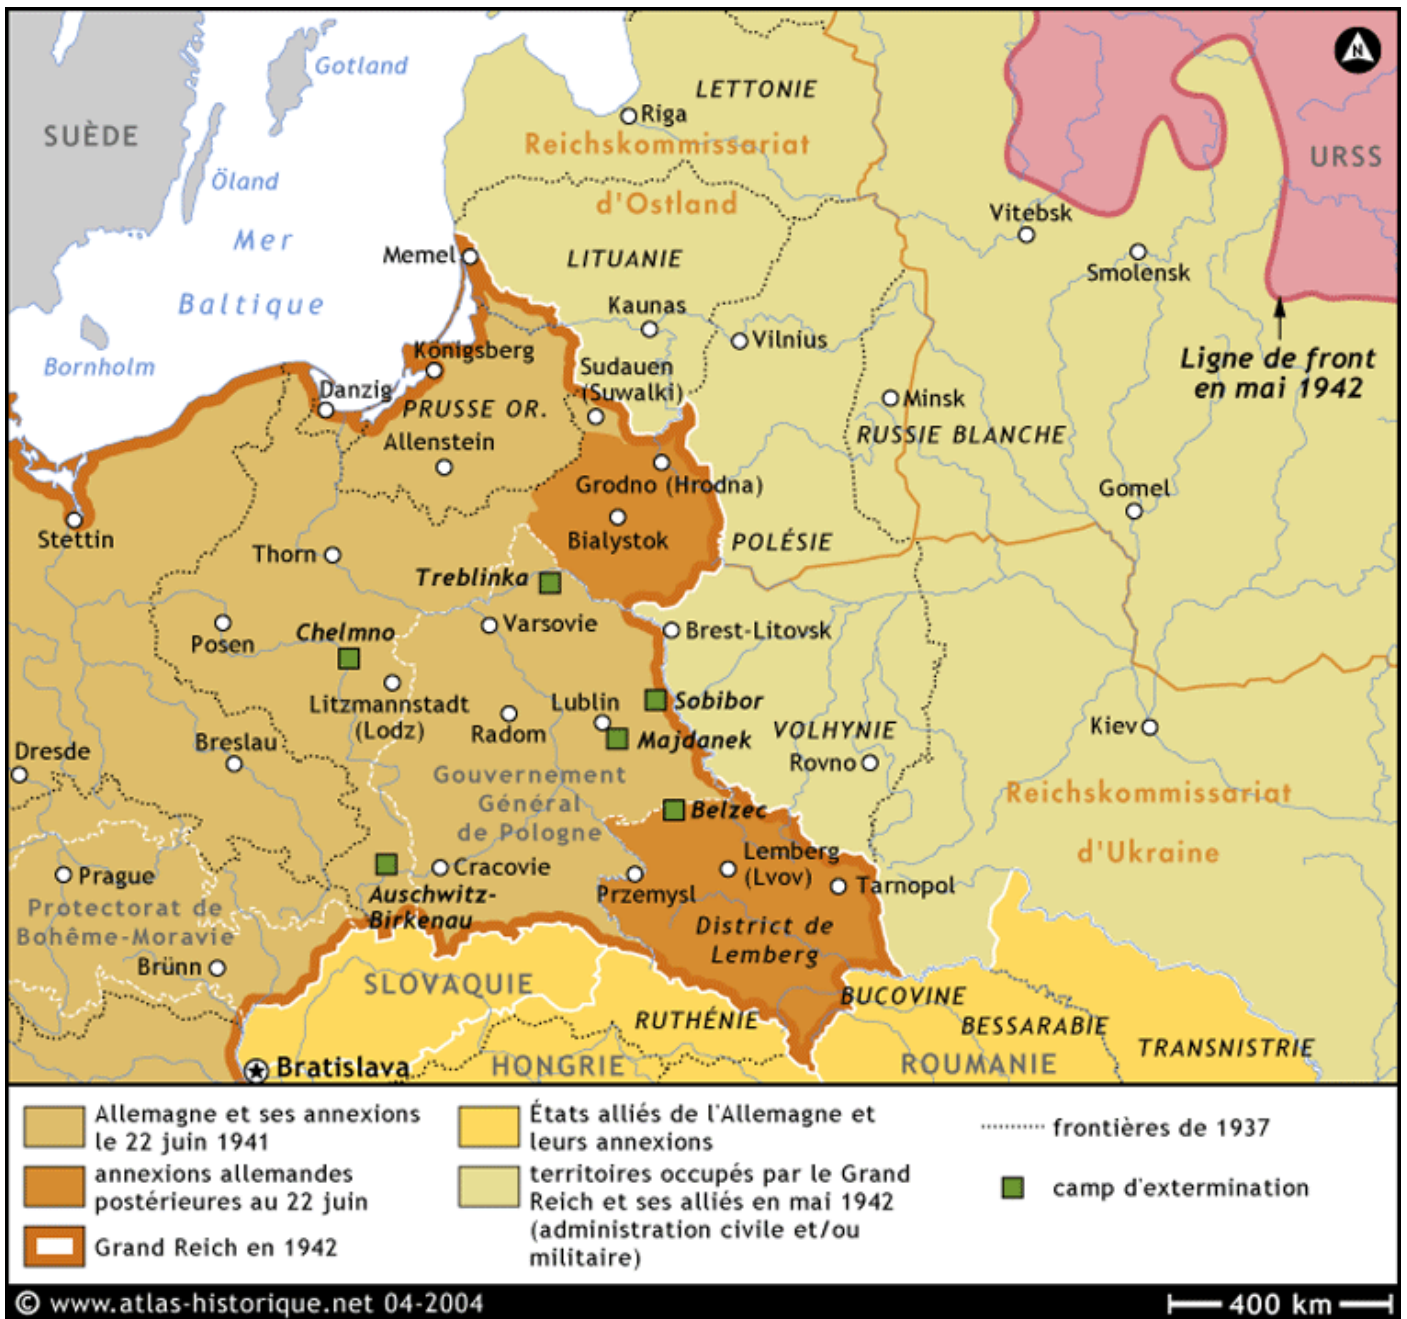 N
Gotland
LETTONIE
SUÈDE
Riga
Reichskommissariat
URSS
Öland
d'Ostland
Vitebsk
Mer
Memel
LITUANIE
Smolensk
Baltique
Kaunas
Vilnius
Königsberg
Bornholm
Sudauen
(Suwalki)
Ligne de front
en mai 1942
Danzig
PRUSSE OR.
Minsk
Allenstein
RUSSIE BLANCHE
Grodno (Hrodna)
Gomel
Stettin
Bialystok
POLÉSIE
Thorn
Treblinka
Varsovie
Brest-Litovsk
Posen
Chelmno
Litzmannstadt
(Lodz)
Lublin
Sobibor
Radom
Majdanek
VOLHYNIE
Kiev
Dresde
Breslau
Rovno
Gouvernement
Général
de Pologne
Reichskommissariat
d'Ukraine
Belzec
Lemberg
(Lvov)
Cracovie
Prague
Przemysl
Tarnopol
Auschwitz-
Birkenau
Protectorat de
Bohême-Moravie
District de
Lemberg
Brünn
SLOVAQUIE
BUCOVINE
RUTHÉNIE
BESSARABIE
TRANSNISTRIE
Bratislava
HONGRIE
ROUMANIE
Allemagne et ses annexions
le 22 juin 1941
annexions allemandes
postérieures au 22 juin
Grand Reich en 1942
États alliés de l'Allemagne et
leurs annexions
territoires occupés par le Grand
Reich et ses alliés en mai 1942
(administration civile et/ou
militaire)
frontières de 1937
camp d'extermination
© www.atlas-historique.net 04-2004
400 km